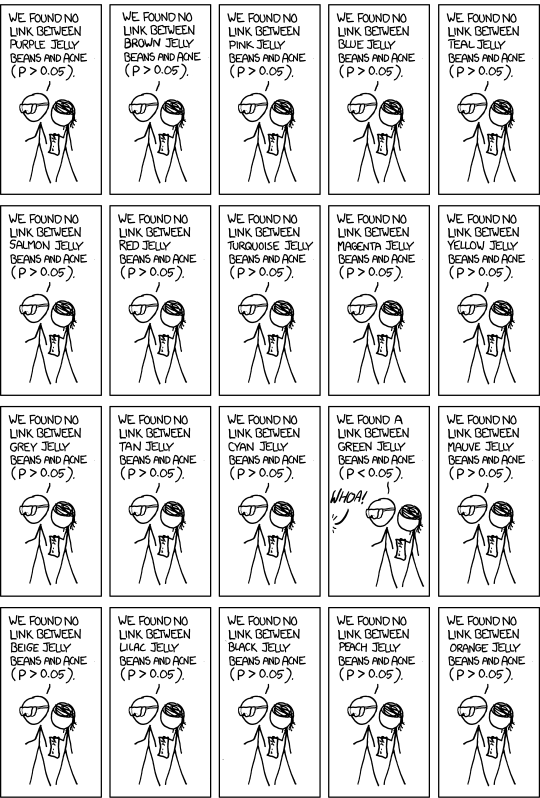 WE FOUND NO
LINK BETWEEN
PURPLE JELLY
BEANS AND ACNE
(P > 0.05).
WE FOUND NO
LINK BETWEEN
BROWN JELLY
BEANS AND ACNE
(P > 0.05).
WE FOUND NO
LINK BETWEEN
PINK JELLY
BEANS AND ACNE
(P > 0.05).
WE FOUND NO
LINK BETWEEN
BLUE JELLY
BEANS AND ACNE
(P > 0.05).
WE FOUND NO
LINK BETWEEN
TEAL JELLY
BEANS AND ACNE
(P > 0.05).
WE FOUND NO
LINK BETWEEN
SALMON JELLY
BEANS AND ACNE
(P > 0.05).
WE FOUND NO
LINK BETWEEN
RED JELLY
BEANS AND ACNE
(P > 0.05).
WE FOUND NO
LINK BETWEEN
TURQUOISE JELLY
BEANS AND ACNE
(P > 0.05).
WE FOUND NO
LINK BETWEEN
MAGENTA JELLY
BEANS AND ACNE
(P > 0.05).
WE FOUND NO
LINK BETWEEN
YELLOW JELLY
BEANS AND ACNE
(P > 0.05).
WE FOUND NO
LINK BETWEEN
GREY JELLY
BEANS AND ACNE
(P > 0.05).
WE FOUND NO
LINK BETWEEN
TAN JELLY
BEANS AND ACNE
(P > 0.05).
WE FOUND NO
LINK BETWEEN
CYAN JELLY
BEANS AND ACNE
(P > 0.05).
WE FOUND A
LINK BETWEEN
GREEN JELLY
BEANS AND ACNE
(P < 0.05).
WHOA!
WE FOUND NO
LINK BETWEEN
MAUVE JELLY
BEANS AND ACNE
(P > 0.05).
WE FOUND NO
LINK BETWEEN
BEIGE JELLY
BEANS AND ACNE
(P > 0.05).
WE FOUND NO
LINK BETWEEN
LILAC JELLY
BEANS AND ACNE
(P > 0.05).
WE FOUND NO
LINK BETWEEN
BLACK JELLY
BEANS AND ACNE
(P > 0.05).
WE FOUND NO
LINK BETWEEN
PEACH JELLY
BEANS AND ACNE
(P > 0.05).
WE FOUND NO
LINK BETWEEN
ORANGE JELLY
BEANS AND ACNE
(P > 0.05).